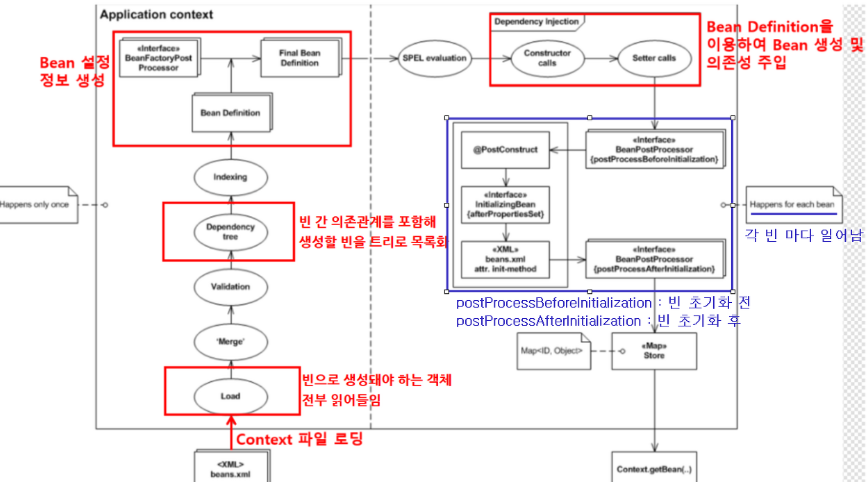 Application context
Bean 설정
정보 생성
«Interface»
BeanFactoryPost
Processor
Final Bean
Definition
Bean Definition
SPEL evaluation
Dependency Injection
Constructor
calls
Setter calls
Bean Definition을
이용하여 Bean 생성 및
의존성 주입
Indexing
Happens only once
Dependency
tree
빈 간 의존관계를 포함해
생성할 빈을 트리로 목록화
Validation
'Merge'
Load
빈으로 생성돼야 하는 객체
전부 읽어들임
Context 파일 로딩
<XML>
beans.xml
@PostConstruct
«Interface»
BeanPostProcessor
{postProcessBeforeInitialization}
«Interface»
InitializingBean
{afterPropertiesSet}
«XML»
beans.xml
attr. init-method
«Interface»
BeanPostProcessor
{postProcessAfterInitialization}
Happens for each bean
각 빈 마다 일어남
postProcessBeforeInitialization : 빈 초기화 전
postProcessAfterInitialization : 빈 초기화 후
Map<ID, Object>
«Map»
Store
Context.getBean(..)